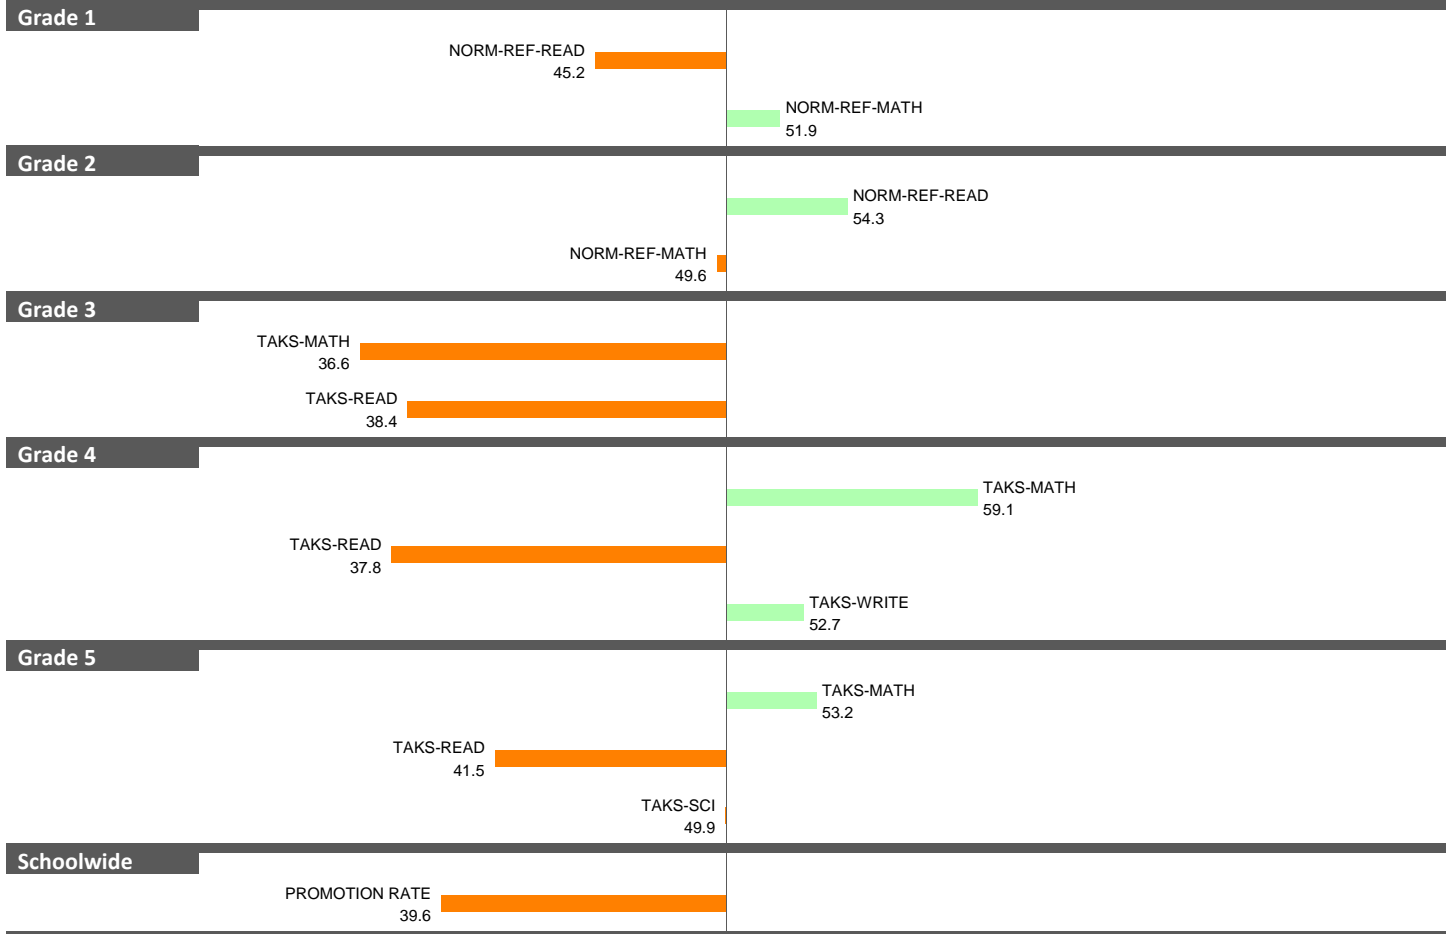 Grade 1
NORM-REF-READ
45.2
NORM-REF-MATH
51.9
Grade 2
NORM-REF-READ
54.3
NORM-REF-MATH
49.6
Grade 3
TAKS-MATH
36.6
TAKS-READ
38.4
Grade 4
TAKS-MATH
59.1
TAKS-READ
37.8
TAKS-WRITE
52.7
Grade 5
TAKS-MATH
53.2
TAKS-READ
41.5
TAKS-SCI
49.9
Schoolwide
PROMOTION RATE
39.6